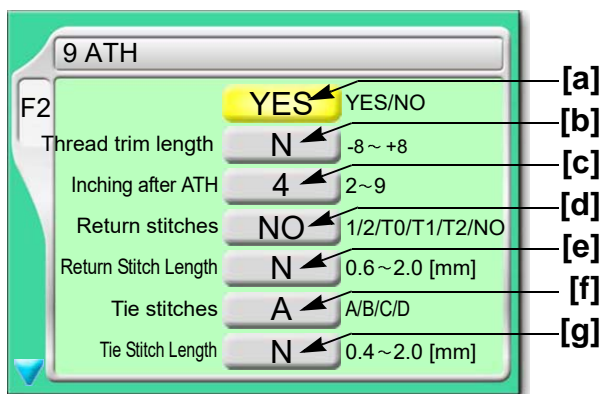 9 ATH
[a]
F2 YES YES/NO
[b]
Thread trim length N -8～+8
[c]
Inching after ATH 4 2~9
[d]
Return stitches NO 1/2/T0/T1/T2/NO
[e]
Return Stitch Length N 0.6～2.0 [mm]
[f]
Tie stitches A A/B/C/D
[g]
Tie Stitch Length N 0.4～2.0 [mm]